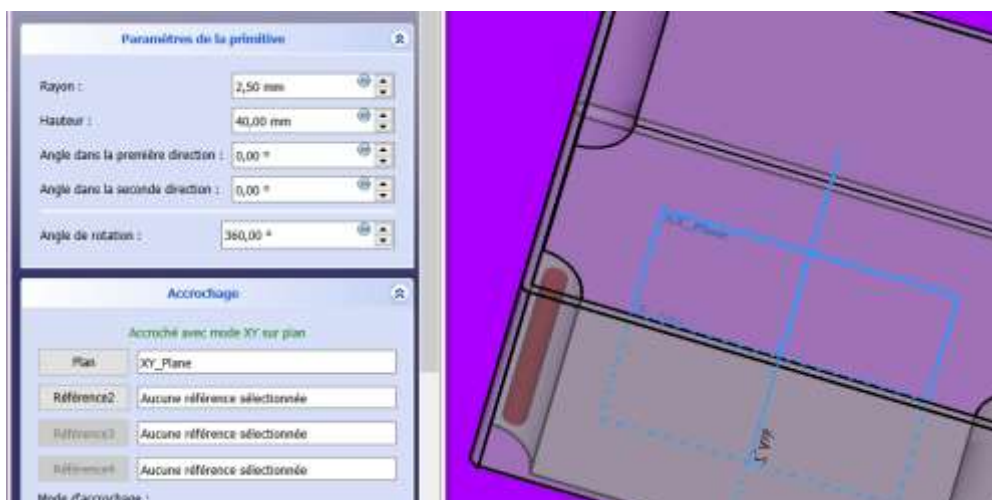 Paramètres de la primitive
Rayon : 2,50 mm
Hauteur : 40,00 mm
Angle dans la première direction : 0,00 °
Angle dans la seconde direction : 0,00 °
Angle de rotation : 360,00 °
Accrochage
Accroché avec mode XY sur plan
Plan XY_Plane
Référence2 Aucune référence sélectionnée
Référence3 Aucune référence sélectionnée
Référence4 Aucune référence sélectionnée
Mode d'accrochage :
XY_Plane